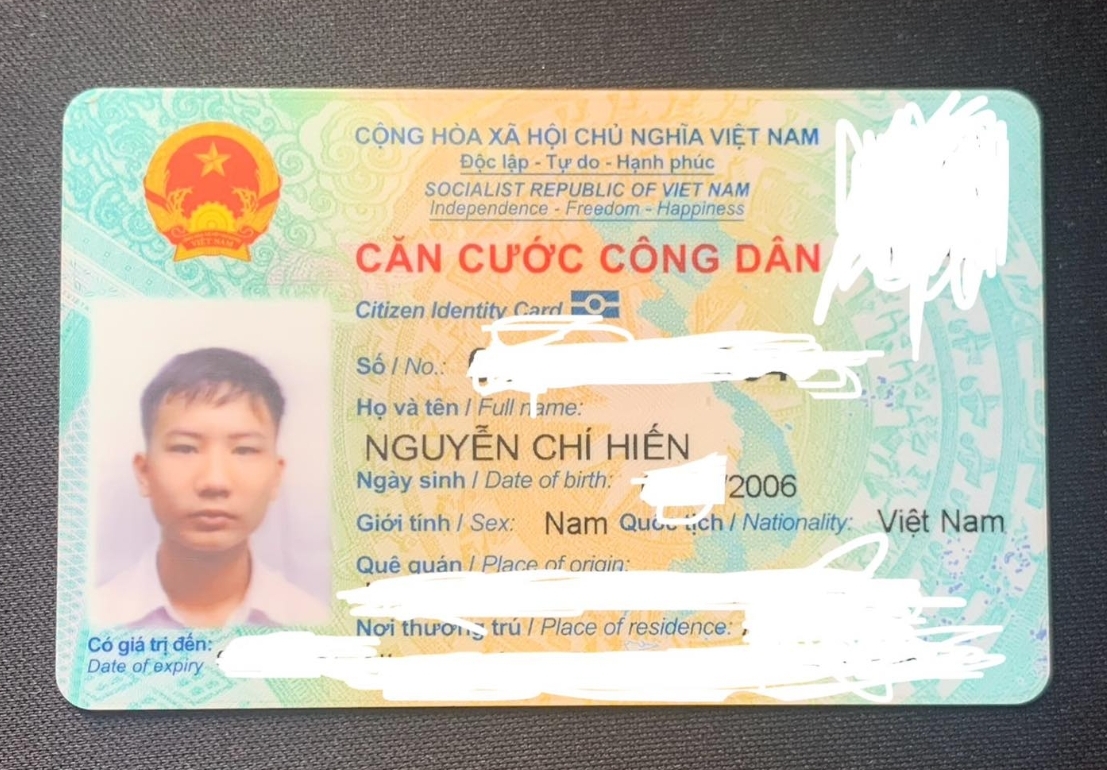 CỘNG HÒA XÃ HỘI CHỦ NGHĨA VIỆT NAM
Độc lập - Tự do - Hạnh phúc
SOCIALIST REPUBLIC OF VIET NAM
Independence - Freedom - Happiness
CĂN CƯỚC CÔNG DÂN
Citizen Identity Card
VIỆT NAM
Số / No.:
Họ và tên / Full name:
NGUYỄN CHÍ HIẾN
Ngày sinh / Date of birth: /2006
Giới tính / Sex: Nam Quốc tịch / Nationality: Việt Nam
Quê quán / Place of origin:
Nơi thường trú / Place of residence:
Có giá trị đến:
Date of expiry